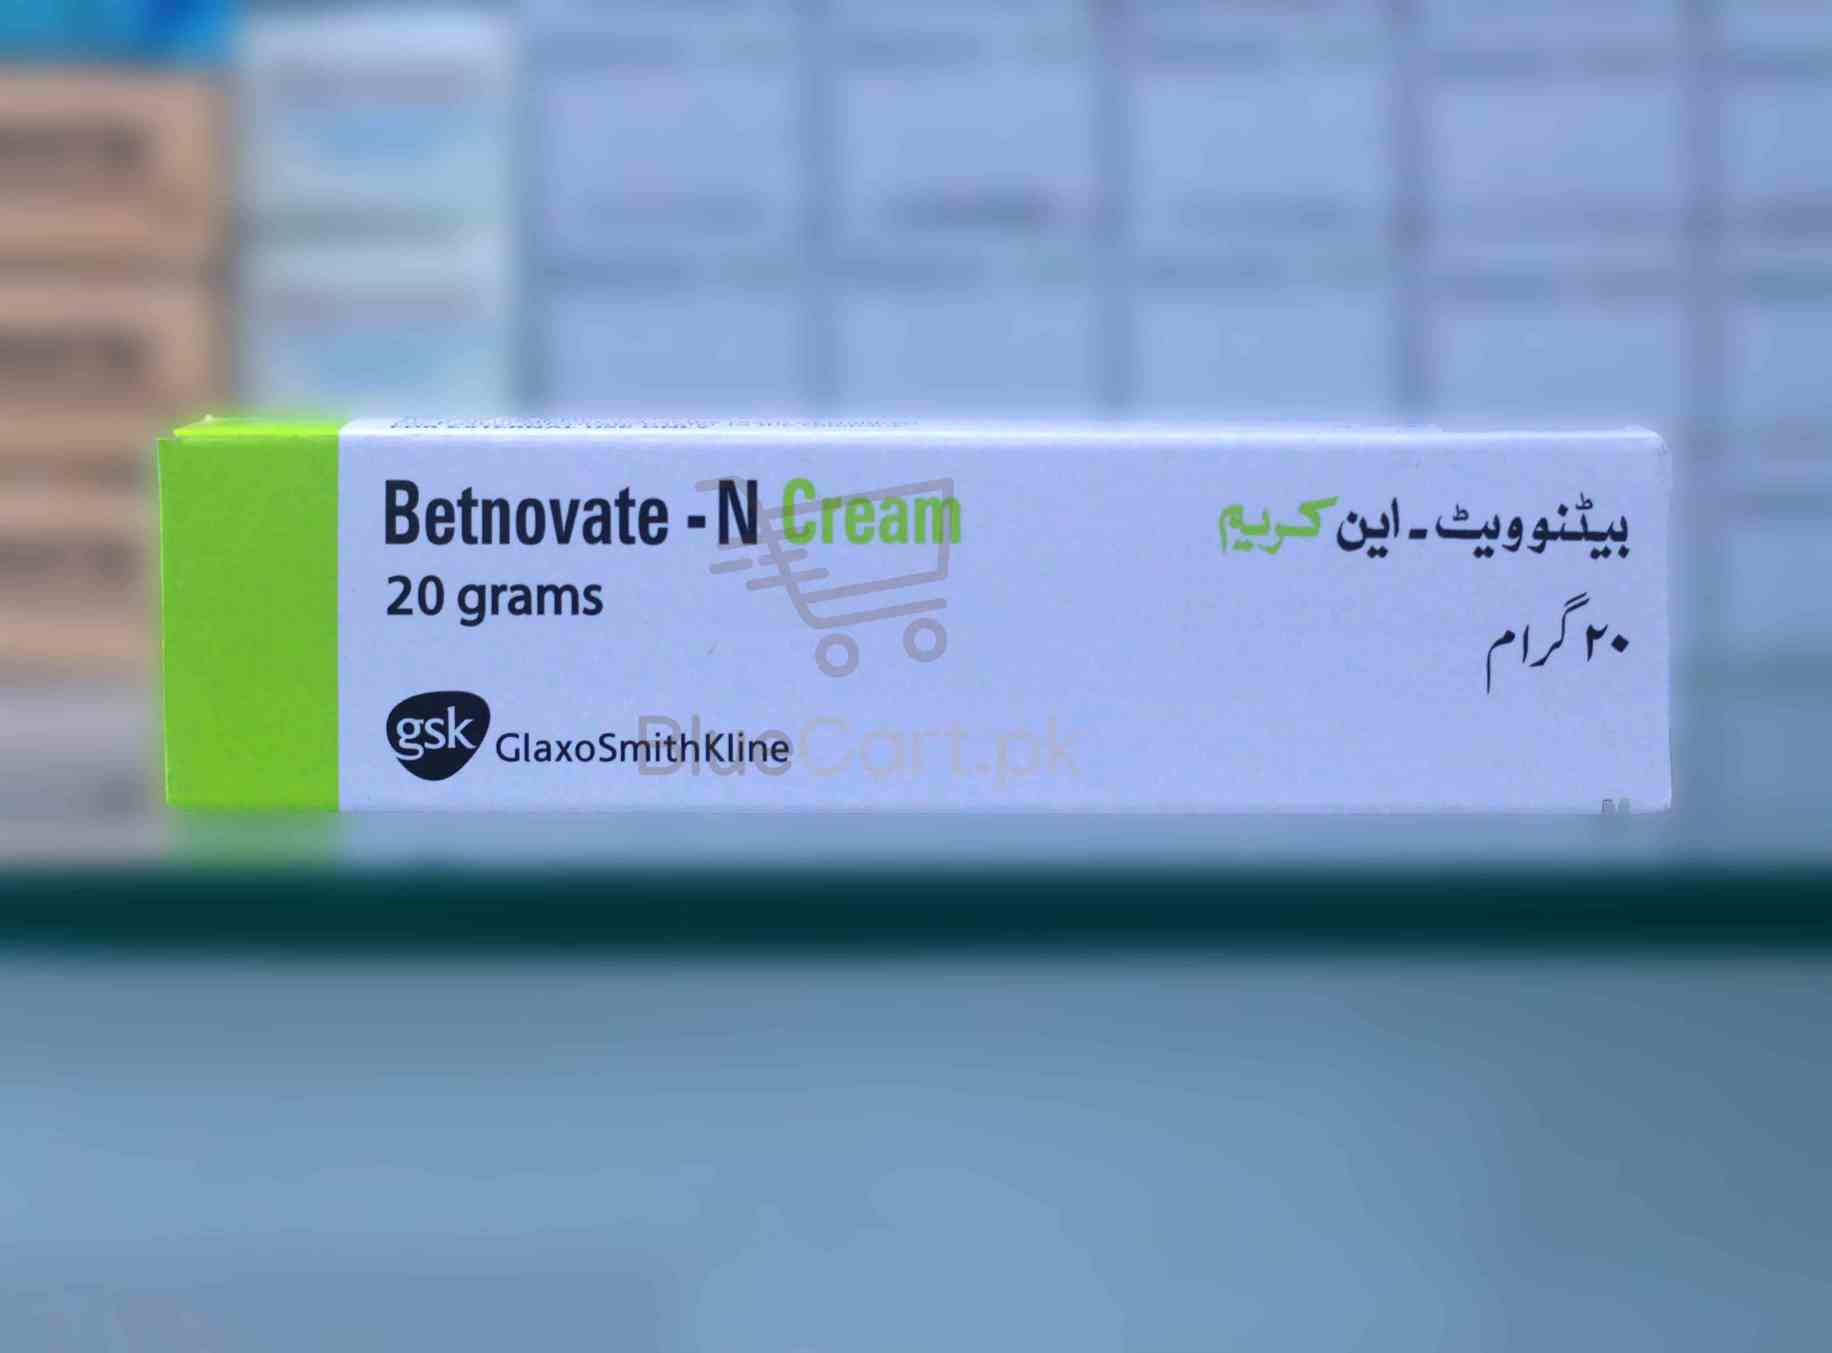 Betnovate - N Cream
20 grams
gsk GlaxoSmithKline
بیٹنوویٹ - این کریم
۲۰ گرام
BlueCart.pk